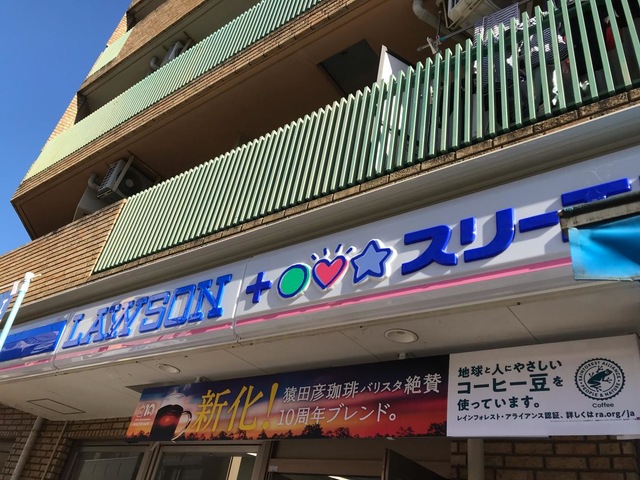 LAWSON + スリーエ
新化!
猿田彦珈琲バリスタ絶賛
10周年ブレンド。
地球と人にやさしい
コーヒー豆を
使っています。
レインフォレスト・アライアンス認証、詳しくはra.org/ja
Coffee